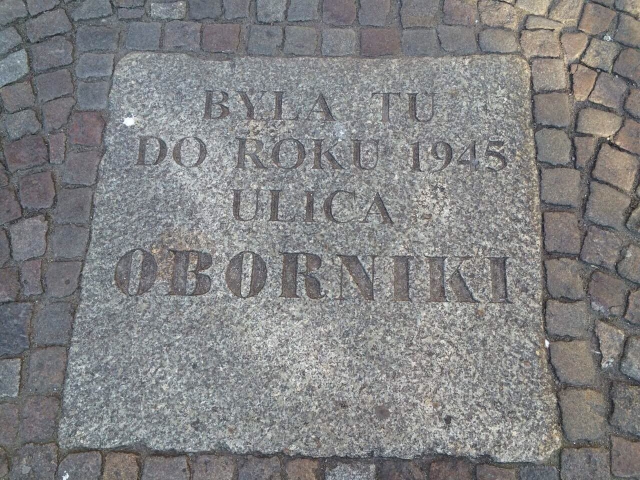 BYŁA TU
DO ROKU 1945
ULICA
OBORNIKI